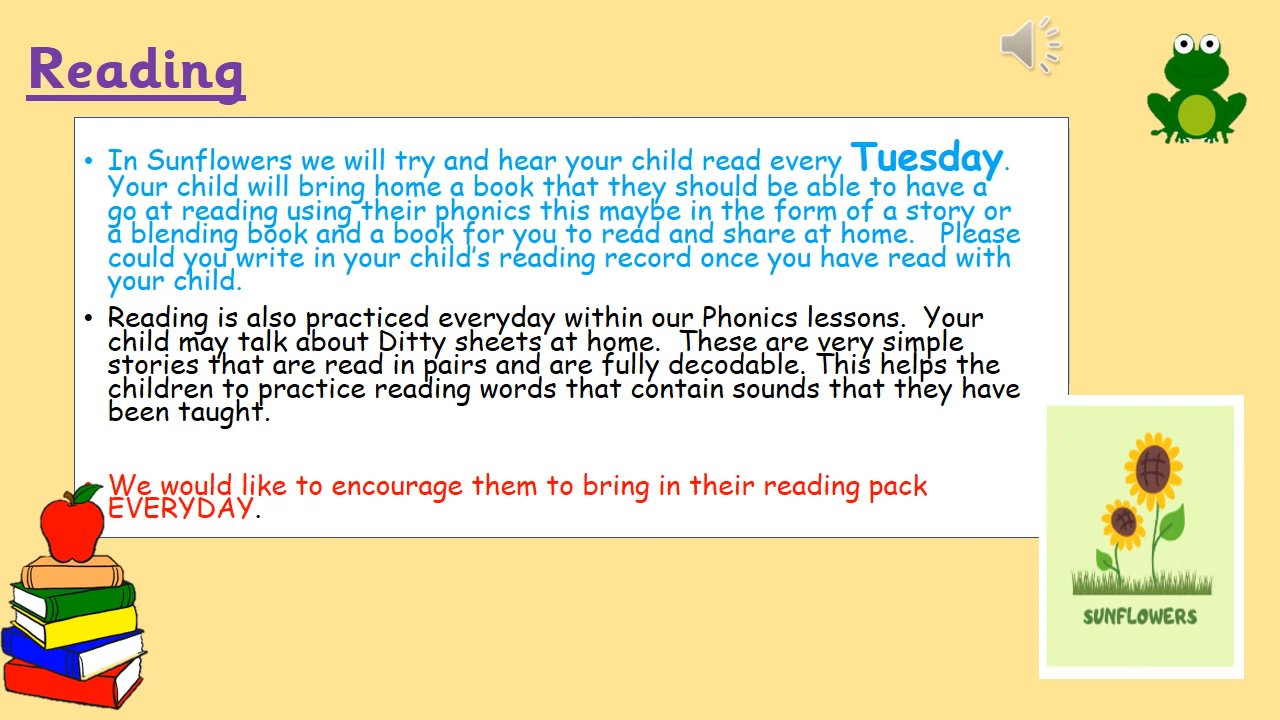 Reading
• In Sunflowers we will try and hear your child read every Tuesday.
Your child will bring home a book that they should be able to have a
go at reading using their phonics this maybe in the form of a story or
a blending book and a book for you to read and share at home.   Please
could you write in your child's reading record once you have read with
your child.
• Reading is also practiced everyday within our Phonics lessons.  Your
child may talk about Ditty sheets at home.  These are very simple
stories that are read in pairs and are fully decodable. This helps the
children to practice reading words that contain sounds that they have
been taught.
• We would like to encourage them to bring in their reading pack
EVERYDAY.
SUNFLOWERS